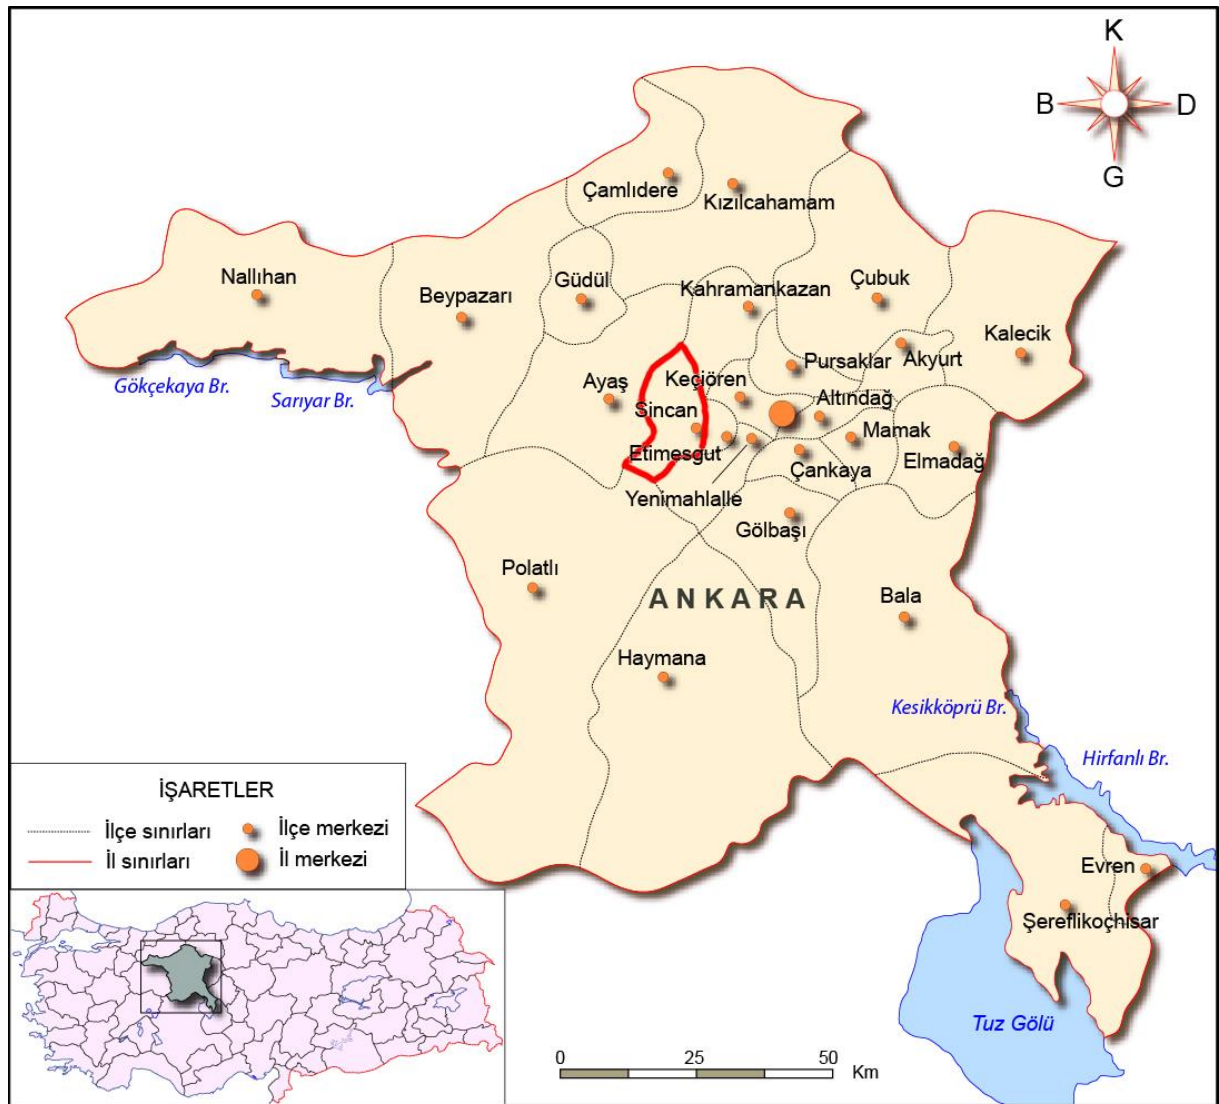 K
B
D
G
Çamlıdere
Kızılcahamam
Nallıhan
Beypazarı
Güdül
Kahramankazan
Çubuk
Kalecik
Gökçekaya Br.
Sarıyar Br.
Ayaş
Keçiören
Pursaklar
Akyurt
Sincan
Altındağ
Mamak
Etimesgut
Çankaya
Elmadağ
Yenimahlalle
Gölbaşı
Polatlı
ANKARA
Bala
Haymana
Kesikköprü Br.
Hirfanlı Br.
İŞARETLER
İlçe sınırları
İlçe merkezi
İl sınırları
İl merkezi
Evren
Şereflikoçhisar
Tuz Gölü
0 25 50
Km